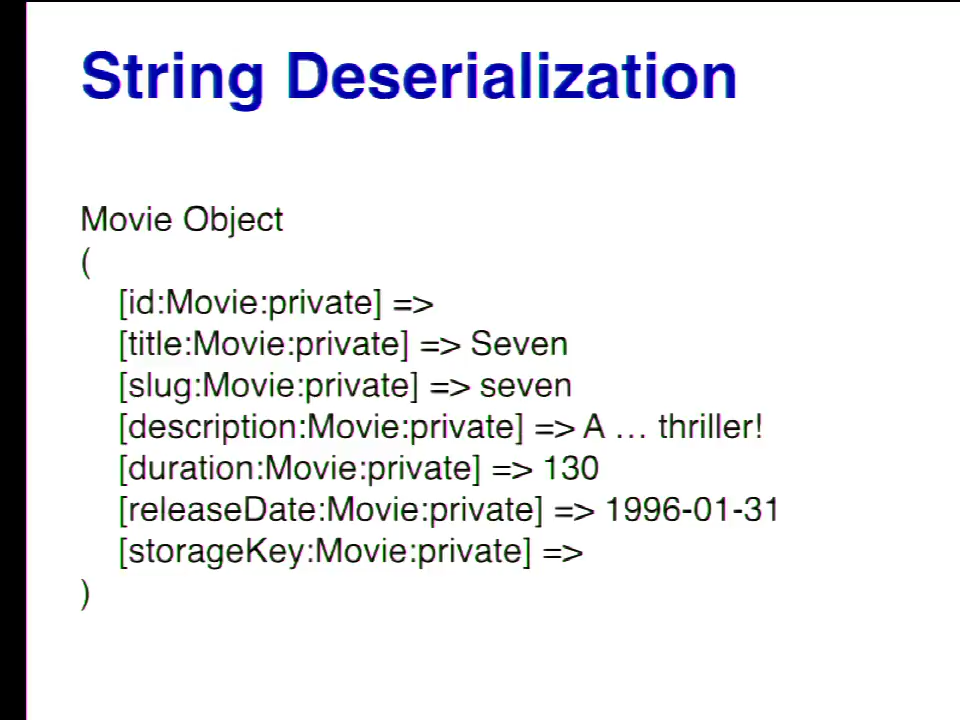 String Deserialization
Movie Object
(
[id:Movie:private] =>
[title:Movie:private] => Seven
[slug:Movie:private] => seven
[description:Movie:private] => A … thriller!
[duration:Movie:private] => 130
[releaseDate:Movie:private] => 1996-01-31
[storageKey:Movie:private] =>
)